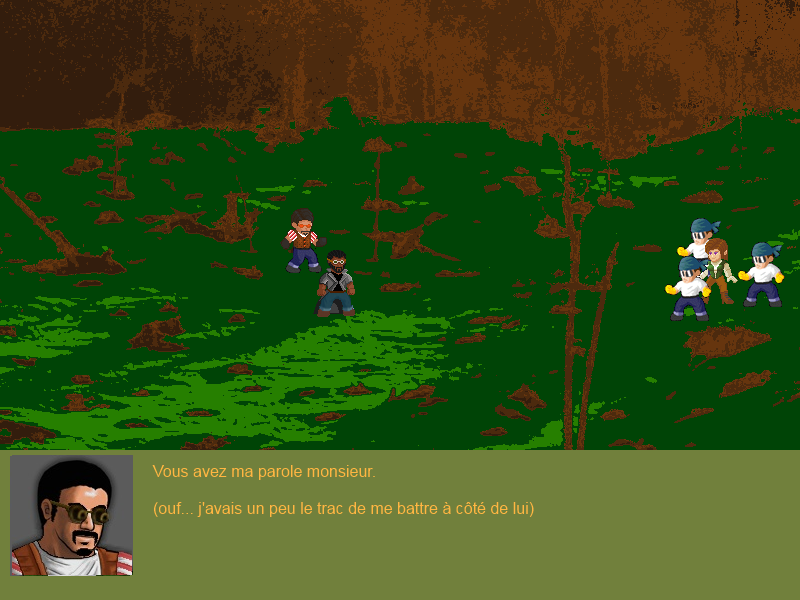 Vous avez ma parole monsieur.
(ouf... j'avais un peu le trac de me battre à côté de lui)